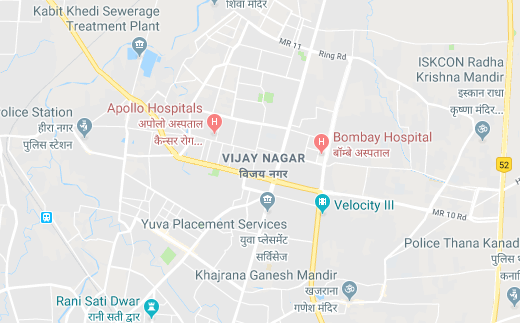 शिवा मंदिर
Kabit Khedi Sewerage
Treatment Plant
MR 11
Ring Rd
ISKCON Radha
Krishna Mandir
इस्कान राधा
कृष्णा मंदिर...
Apollo Hospitals
अपोलो अस्पताल
कैन्सर रोग...
Police Station
हीरा नगर
पुलिस स्टेशन
Bombay Hospital
बॉम्बे अस्पताल
VIJAY NAGAR
विजय नगर
52
Velocity III
MR 10 Rd
Yuva Placement Services
युवा प्लेसमेंट
सर्विसेज
Police Thana Kanad
Khajrana Ganesh Mandir
खजराना
गणेश मंदिर
Rani Sati Dwar
रानी सती द्वार